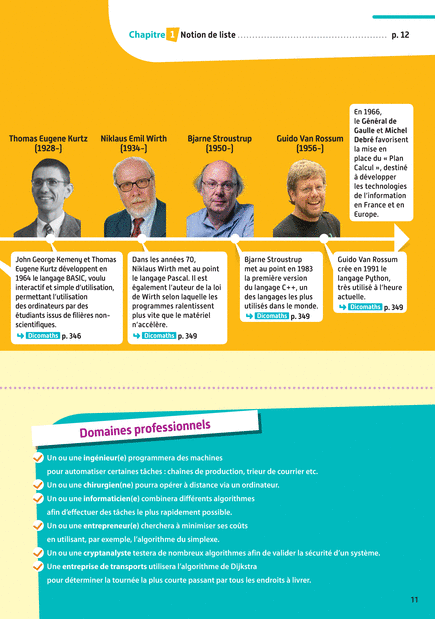 Chapitre 1 Notion de liste p. 12
En 1966,
le Général de
Gaulle et Michel
Debré favorisent
la mise en
place du « Plan
Calcul », destiné
à développer
les technologies
de l'information
en France et en
Europe.
Thomas Eugene Kurtz
(1928-)
Niklaus Emil Wirth
(1934-)
Bjarne Stroustrup
(1950-)
Guido Van Rossum
(1956-)
John George Kemeny et Thomas
Eugene Kurtz développent en
1964 le langage BASIC, voulu
interactif et simple d'utilisation,
permettant l'utilisation
des ordinateurs par des
étudiants issus de filières non-
scientifiques.
Dicomaths p. 346
Dans les années 70,
Niklaus Wirth met au point
le langage Pascal. Il est
également l'auteur de la loi
de Wirth selon laquelle les
programmes ralentissent
plus vite que le matériel
n'accélère.
Dicomaths p. 349
Bjarne Stroustrup
met au point en 1983
la première version
du langage C++, un
des langages les plus
utilisés dans le monde.
Dicomaths p. 349
Guido Van Rossum
crée en 1991 le
langage Python,
très utilisé à l'heure
actuelle.
Dicomaths p. 349
Domaines professionnels
Un ou une ingénieur(e) programmera des machines
pour automatiser certaines tâches : chaines de production, trieur de courrier etc.
Un ou une chirurgien(ne) pourra opérer à distance via un ordinateur.
Un ou une informaticien(e) combinera différents algorithmes
afin d'effectuer des tâches le plus rapidement possible.
Un ou une entrepreneur(e) cherchera à minimiser ses coûts
en utilisant, par exemple, l'algorithme du simplexe.
Un ou une cryptanalyste testera de nombreux algorithmes afin de valider la sécurité d'un système.
Une entreprise de transports utilisera l'algorithme de Dijkstra
pour déterminer la tournée la plus courte passant par tous les endroits à livrer.
11